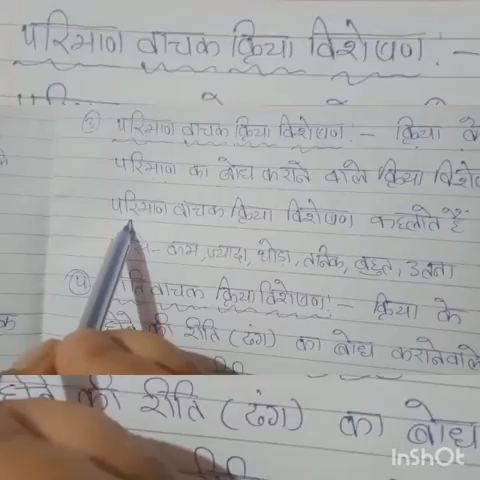 परिमाण वाचक क्रिया विशेषण :-
③ परिमाण वाचक क्रिया विशेषण :- क्रिया के
परिमाण का बोध कराने वाले क्रिया
परिमाण वाचक क्रिया विशेषण कहलाते हैं
- कम, ज्यादा, थोड़ा, तनिक, बहुत, उतना
वाचक क्रिया विशेषण :- क्रिया के
होने की रीति (ढंग) का बोध करानेवाले
होने की रीति (ढंग) का बोध
InShOt